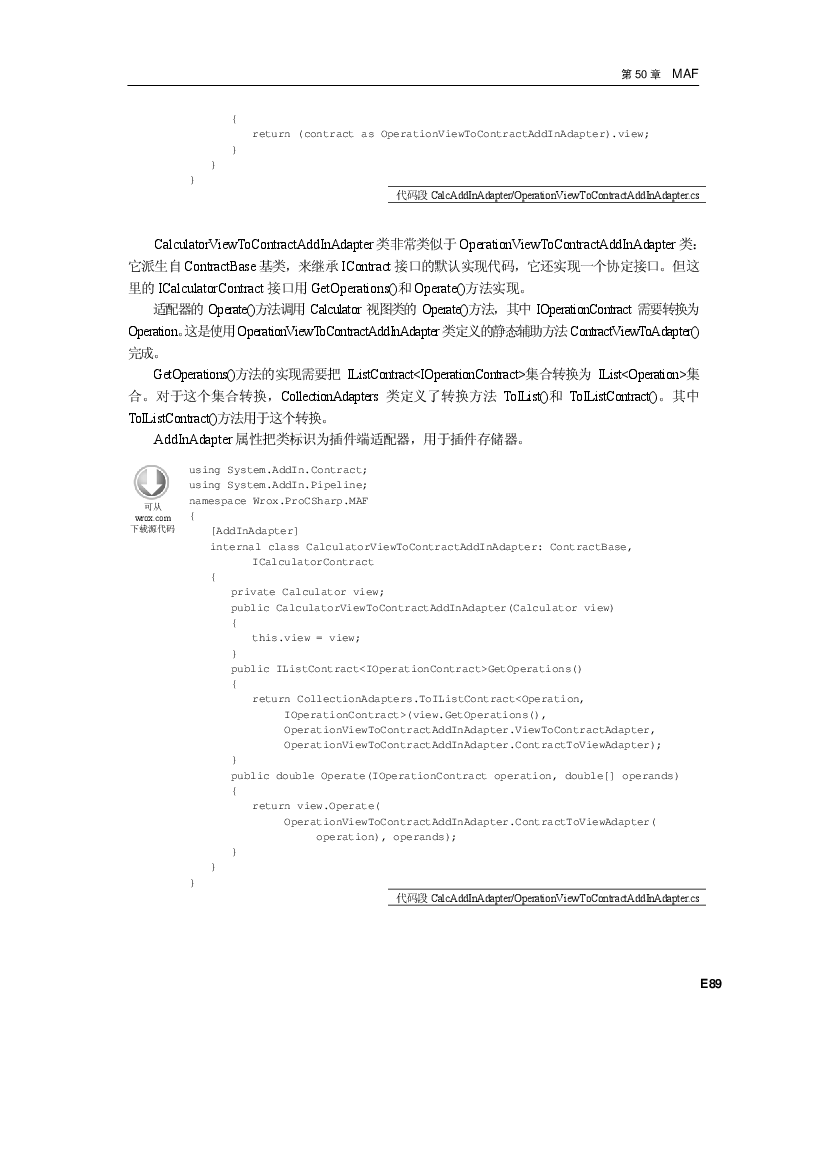 第 50 章 MAF
{
return (contract as OperationViewToContractAddInAdapter).view;
}
}
}
代码段 CalcAddInAdapter/OperationViewToContractAddInAdapter.cs
CalculatorViewToContractAddInAdapter 类非常类似于 OperationViewToContractAddInAdapter 类：
它派生自 ContractBase 基类，来继承 IContract 接口的默认实现代码，它还实现一个协定接口。但这
里的 ICalculatorContract 接口用 GetOperations()和 Operate()方法实现。
适配器的 Operate()方法调用 Calculator 视图类的 Operate()方法，其中 IOperationContract 需要转换为
Operation。这是使用 OperationViewToContractAddInAdapter 类定义的静态辅助方法 ContractViewToAdapter()
完成。
GetOperations()方法的实现需要把 IListContract<IOperationContract>集合转换为 IList<Operation>集
合。对于这个集合转换，CollectionAdapters 类定义了转换方法 ToIList()和 ToIListContract()。其中
ToIListContract()方法用于这个转换。
AddInAdapter 属性把类标识为插件端适配器，用于插件存储器。
可从
wrox.com
下载源代码
using System.AddIn.Contract;
using System.AddIn.Pipeline;
namespace Wrox.ProCSharp.MAF
{
[AddInAdapter]
internal class CalculatorViewToContractAddInAdapter: ContractBase,
ICalculatorContract
{
private Calculator view;
public CalculatorViewToContractAddInAdapter(Calculator view)
{
this.view = view;
}
public IListContract<IOperationContract>GetOperations()
{
return CollectionAdapters.ToIListContract<Operation,
IOperationContract>(view.GetOperations(),
OperationViewToContractAddInAdapter.ViewToContractAdapter,
OperationViewToContractAddInAdapter.ContractToViewAdapter);
}
public double Operate(IOperationContract operation, double[] operands)
{
return view.Operate(
OperationViewToContractAddInAdapter.ContractToViewAdapter(
operation), operands);
}
}
}
代码段 CalcAddInAdapter/OperationViewToContractAddInAdapter.cs
E89